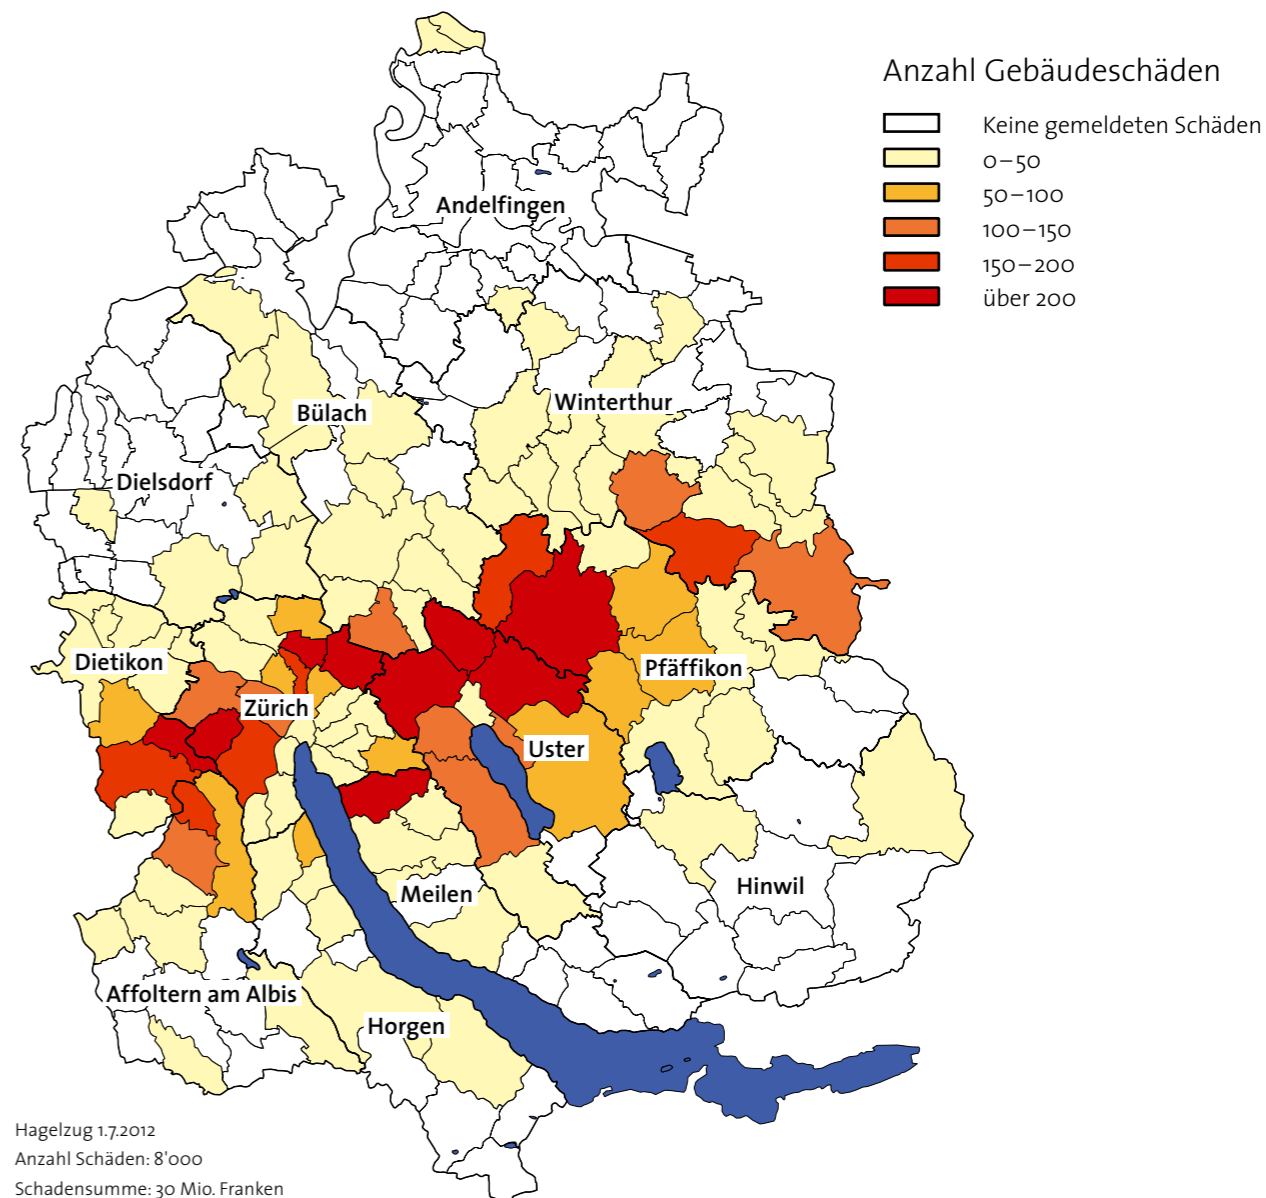 Anzahl Gebäudeschäden
Keine gemeldeten Schäden
0–50
50–100
100–150
150–200
über 200
Andelfingen
Winterthur
Bülach
Dielsdorf
Dietikon
Pfäffikon
Zürich
Uster
Hinwil
Meilen
Affoltern am Albis
Horgen
Hagelzug 1.7.2012
Anzahl Schäden: 8'000
Schadensumme: 30 Mio. Franken